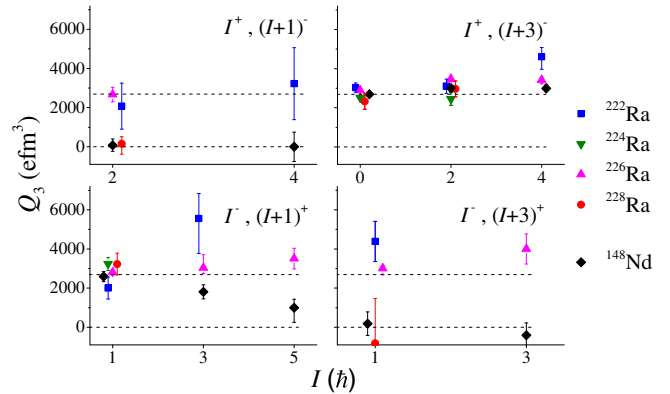 I⁺ , (I+1)⁻
I⁺ , (I+3)⁻
6000
4000
2000
0
2
4
0
2
4
Q₃ (efm³)
²²²Ra
²²⁴Ra
²²⁶Ra
²²⁸Ra
¹⁴⁸Nd
I⁻ , (I+1)⁺
I⁻ , (I+3)⁺
6000
4000
2000
0
1
3
5
1
3
I (ħ)